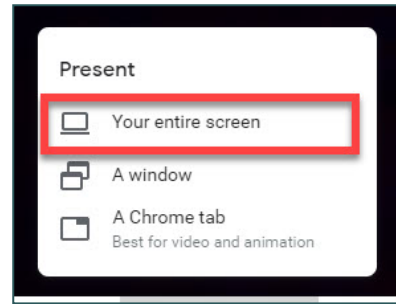 Present
Your entire screen
A window
A Chrome tab
Best for video and animation